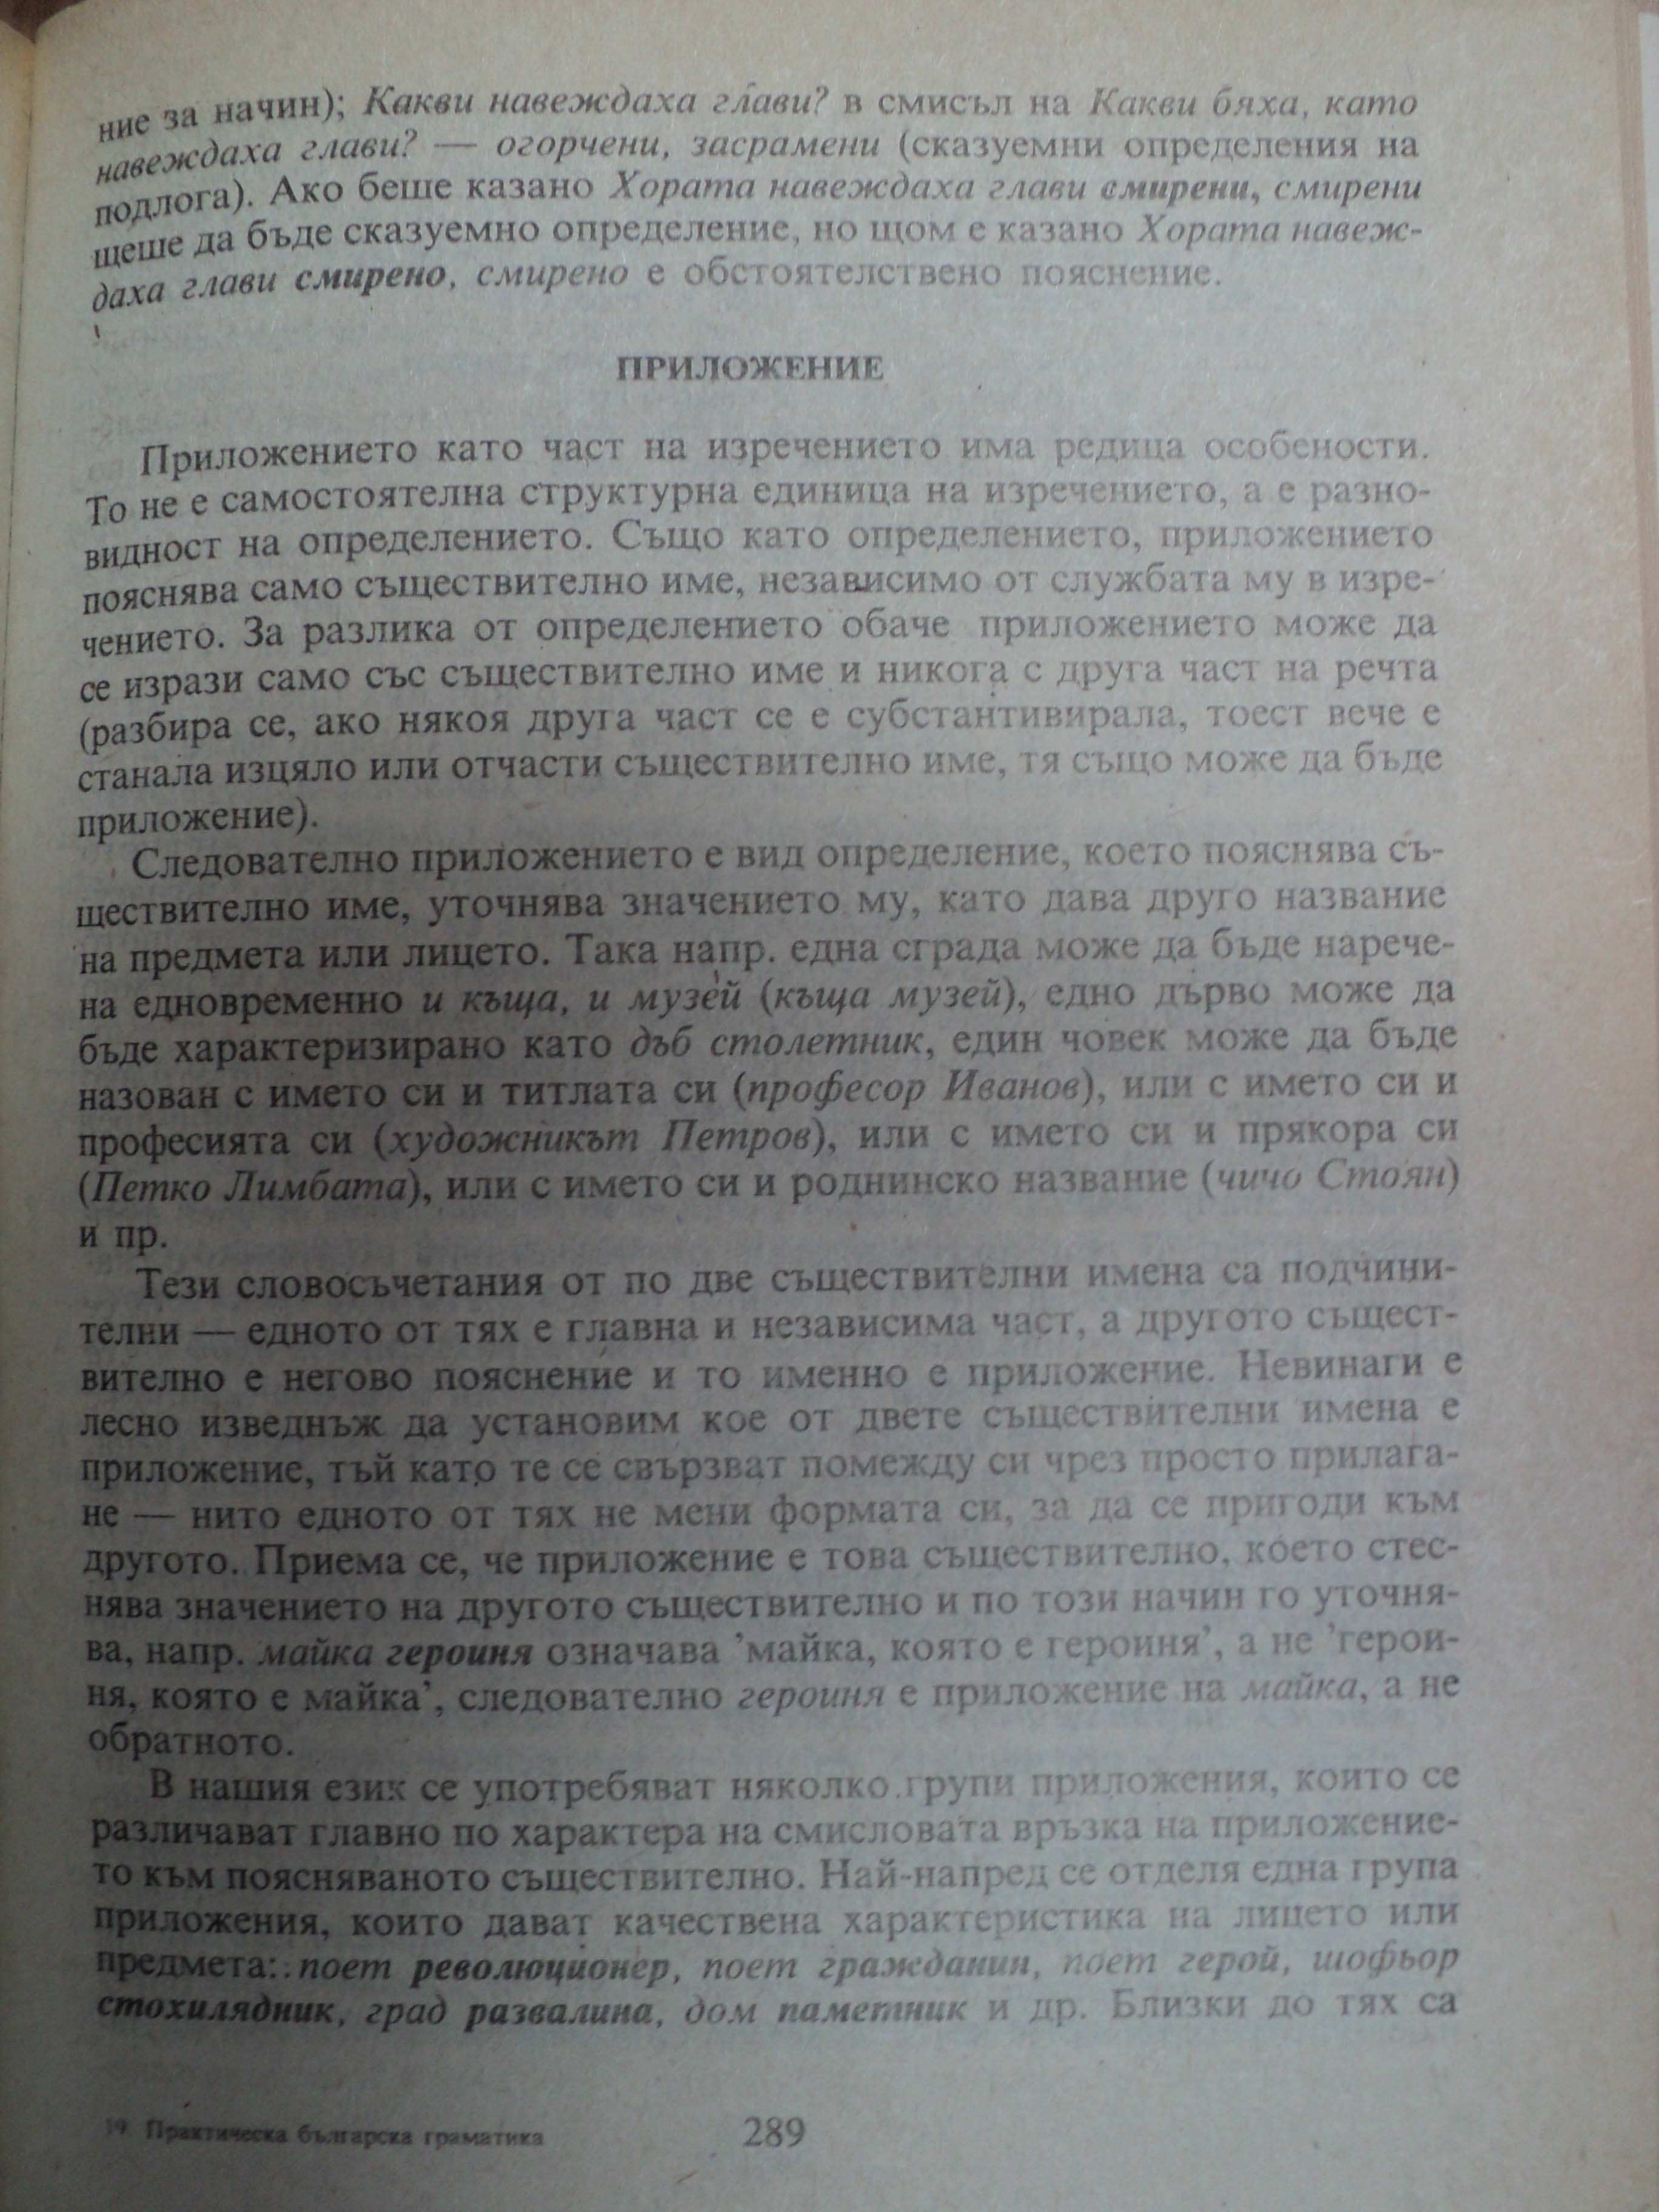 ние за начин); Какви навеждаха глави? в смисъл на Какви бяха, като
навеждаха глави? — огорчени, засрамени (сказуемни определения на
подлога). Ако беше казано Хората навеждаха глави смирени, смирени
щеше да бъде сказуемно определение, но щом е казано Хората навеж-
даха глави смирено, смирено е обстоятелствено пояснение.
ПРИЛОЖЕНИЕ
Приложението като част на изречението има редица особености.
То не е самостоятелна структурна единица на изречението, а е разно-
видност на определението. Също като определението, приложението
пояснява само съществително име, независимо от службата му в изре-
чението. За разлика от определението обаче приложението може да
се изрази само със съществително име и никога с друга част на речта
(разбира се, ако някоя друга част се е субстантивирала, тоест вече е
станала изцяло или отчасти съществително име, тя също може да бъде
приложение).
Следователно приложението е вид определение, което пояснява съ-
ществително име, уточнява значението му, като дава друго название
на предмета или лицето. Така напр. една сграда може да бъде нарече-
на едновременно и къща, и музей (къща музей), едно дърво може да
бъде характеризирано като дъб столетник, един човек може да бъде
назован с името си и титлата си (професор Иванов), или с името си и
професията си (художникът Петров), или с името си и прякора си
(Петко Лимбата), или с името си и роднинско название (чичо Стоян)
и пр.
Тези словосъчетания от по две съществителни имена са подчини-
телни — едното от тях е главна и независима част, а другото същест-
вително е негово пояснение и то именно е приложение. Невинаги е
лесно изведнъж да установим кое от двете съществителни имена е
приложение, тъй като те се свързват помежду си чрез просто прилага-
не — нито едното от тях не мени формата си, за да се пригоди към
другото. Приема се, че приложение е това съществително, което стес-
нява значението на другото съществително и по този начин го уточня-
ва, напр. майка героиня означава ’майка, която е героиня’, а не ’герои-
ня, която е майка’, следователно героиня е приложение на майка, а не
обратното.
В нашия език се употребяват няколко групи приложения, които се
различават главно по характера на смисловата връзка на приложение-
то към поясняваното съществително. Най-напред се отделя една група
приложения, които дават качествена характеристика на лицето или
предмета: поет революционер, поет гражданин, поет герой, шофьор
стохилядник, град развалина, дом паметник и др. Близки до тях са
19 Практическа българска граматика
289